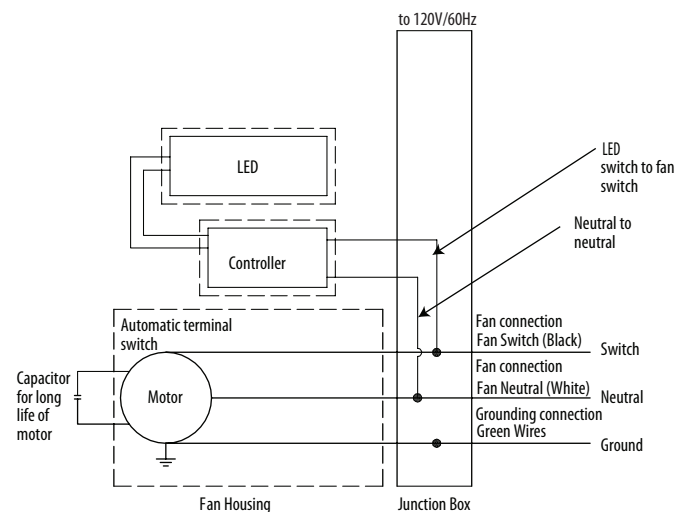 to 120V/60Hz
LED
LED
switch to fan
switch
Neutral to
neutral
Controller
Automatic terminal
switch
Fan connection
Fan Switch (Black)
Switch
Fan connection
Capacitor
for long
life of
motor
Motor
Fan Neutral (White)
Neutral
Grounding connection
Green Wires
Ground
Fan Housing
Junction Box